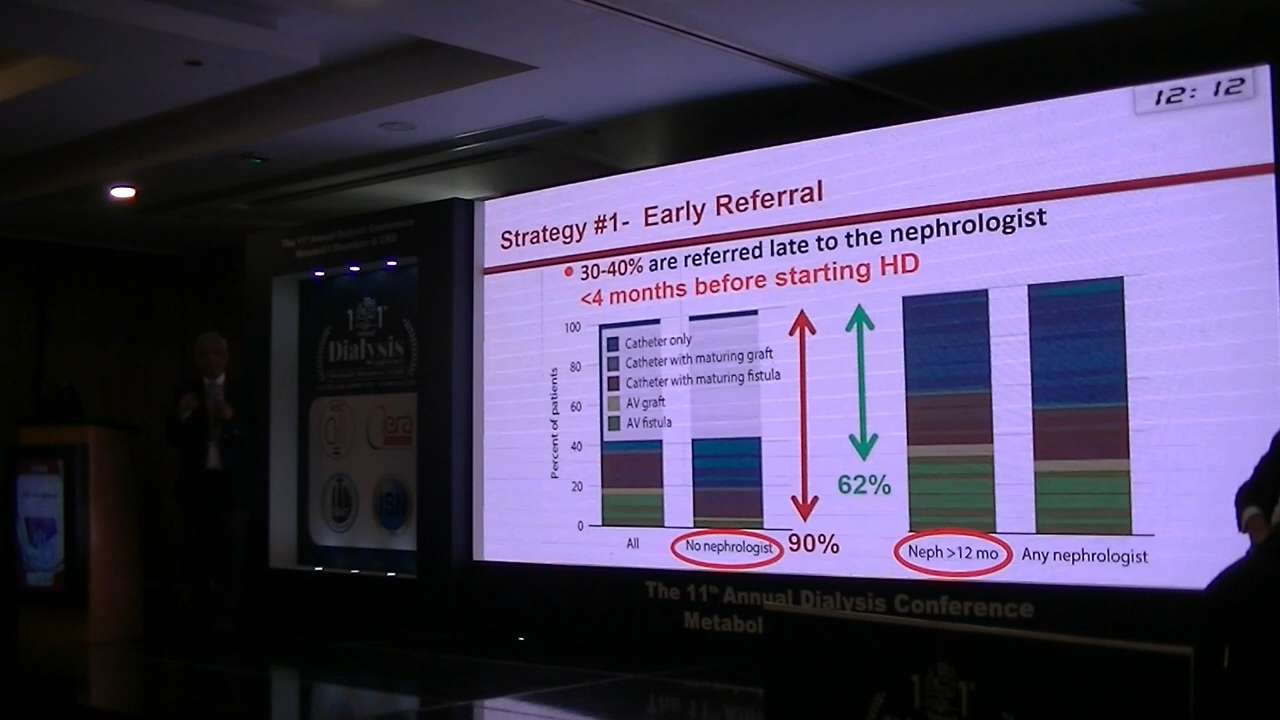 12: 12
Strategy #1- Early Referral
30-40% are referred late to the nephrologist
<4 months before starting HD
Percent of patients
100
80
60
40
20
0
Catheter only
Catheter with maturing graft
Catheter with maturing fistula
AV graft
AV fistula
62%
90%
All
No nephrologist
Neph >12 mo
Any nephrologist
The 11th Annual Dialysis Conference
Metabol
Dialysis
era